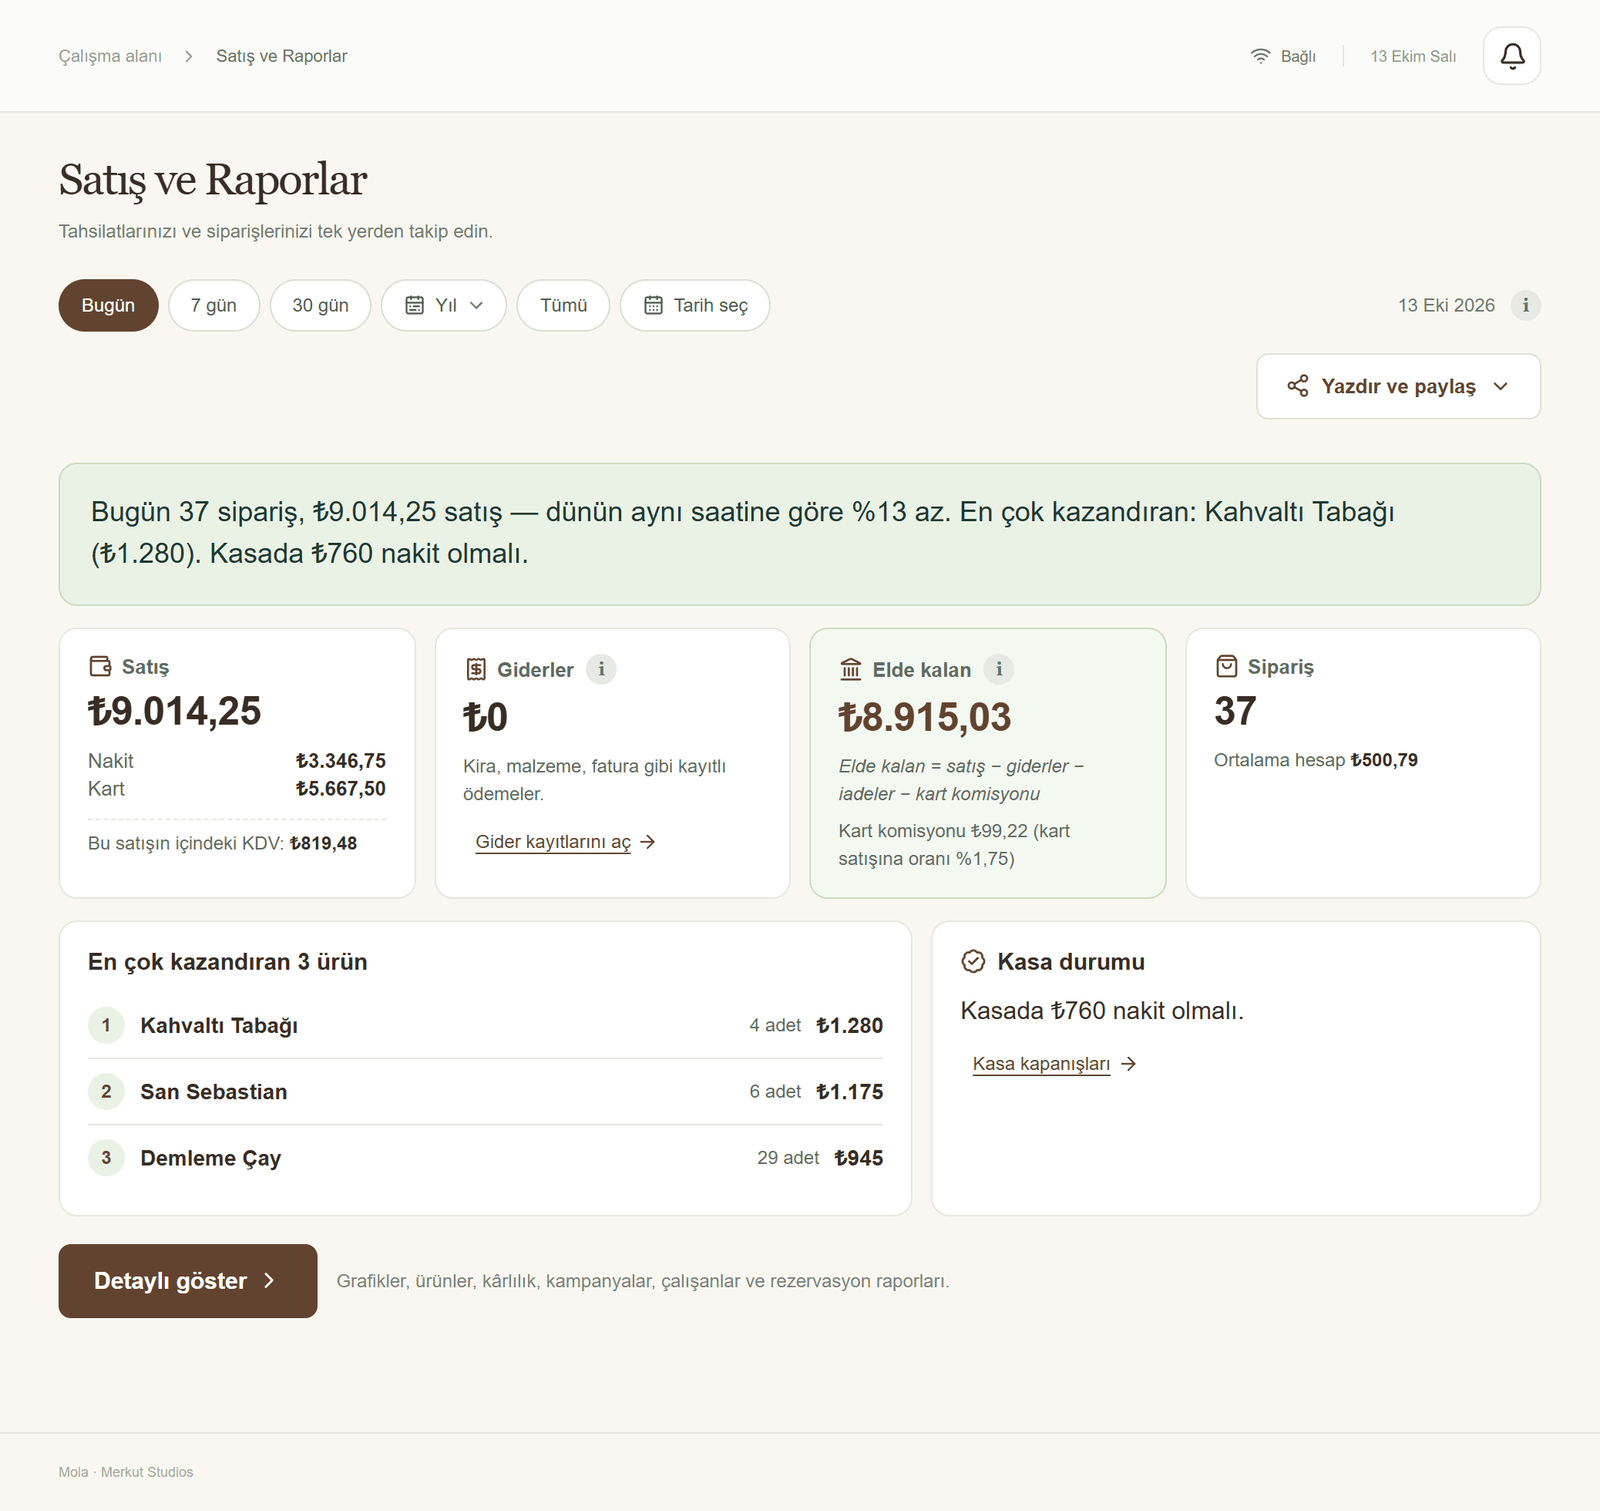 Çalışma alanı > Satış ve Raporlar
Bağlı
13 Ekim Salı
Satış ve Raporlar
Tahsilatlarınızı ve siparişlerinizi tek yerden takip edin.
Bugün
7 gün
30 gün
Yıl
Tümü
Tarih seç
13 Eki 2026
i
Yazdır ve paylaş
Bugün 37 sipariş, ₺9.014,25 satış — dünün aynı saatine göre %13 az. En çok kazandıran: Kahvaltı Tabağı
(₺1.280). Kasada ₺760 nakit olmalı.
Satış
₺9.014,25
Nakit ₺3.346,75
Kart ₺5.667,50
Bu satışın içindeki KDV: ₺819,48
Giderler i
₺0
Kira, malzeme, fatura gibi kayıtlı
ödemeler.
Gider kayıtlarını aç →
Elde kalan i
₺8.915,03
Elde kalan = satış − giderler −
iadeler − kart komisyonu
Kart komisyonu ₺99,22 (kart
satışına oranı %1,75)
Sipariş
37
Ortalama hesap ₺500,79
En çok kazandıran 3 ürün
1 Kahvaltı Tabağı 4 adet ₺1.280
2 San Sebastian 6 adet ₺1.175
3 Demleme Çay 29 adet ₺945
Kasa durumu
Kasada ₺760 nakit olmalı.
Kasa kapanışları →
Detaylı göster >
Grafikler, ürünler, kârlılık, kampanyalar, çalışanlar ve rezervasyon raporları.
Mola · Merkut Studios